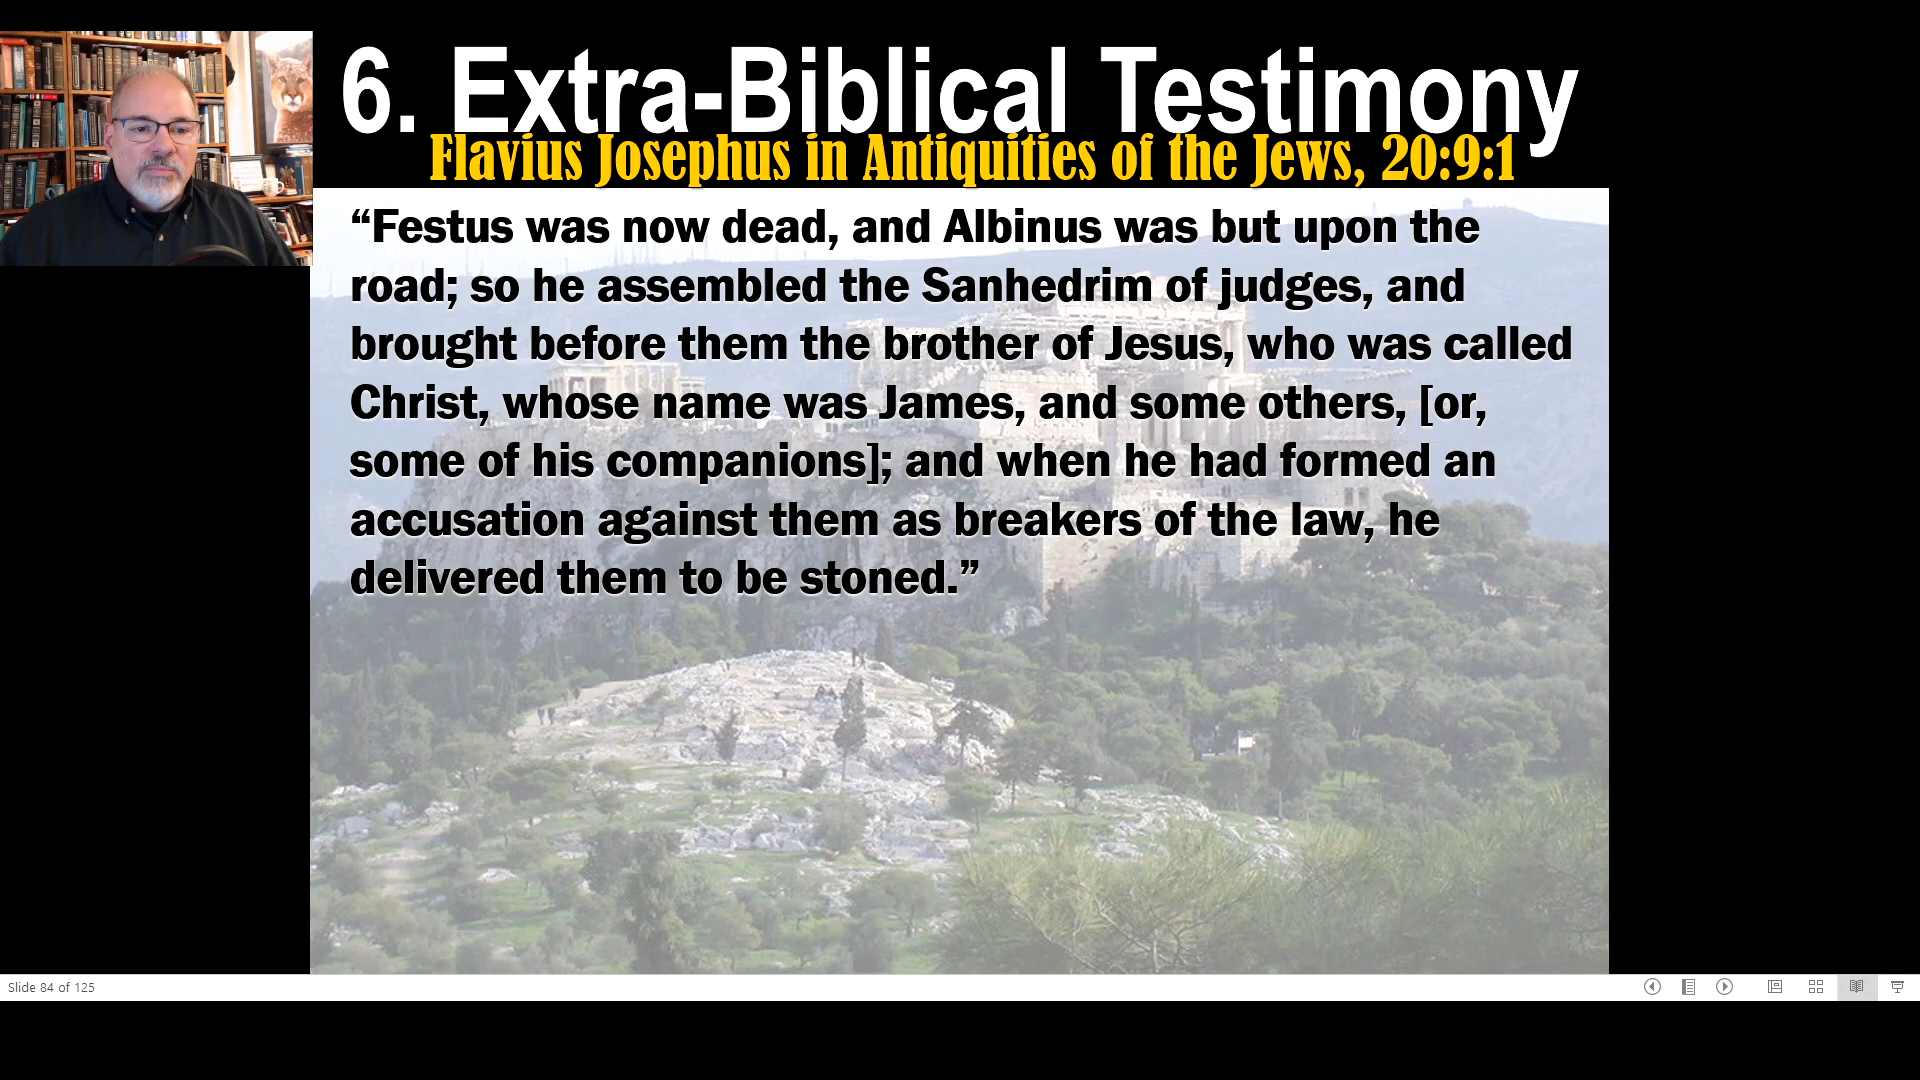 6. Extra-Biblical Testimony
Flavius Josephus in Antiquities of the Jews, 20:9:1
“Festus was now dead, and Albinus was but upon the
road; so he assembled the Sanhedrim of judges, and
brought before them the brother of Jesus, who was called
Christ, whose name was James, and some others, [or,
some of his companions]; and when he had formed an
accusation against them as breakers of the law, he
delivered them to be stoned.”
Slide 84 of 125